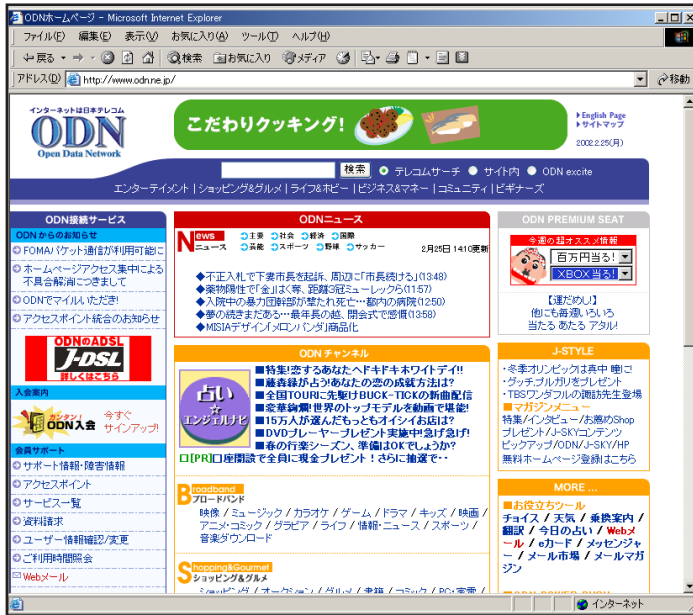 ODNホームページ - Microsoft Internet Explorer
ファイル(F) 編集(E) 表示(V) お気に入り(A) ツール(T) ヘルプ(H)
戻る 検索 お気に入り メディア
アドレス(D) http://www.odn.ne.jp/ 移動
インターネットは日本テレコム
ODN
Open Data Network
こだわりクッキング!
English Page
サイトマップ
2002.2.25(月)
検索 テレコムサーチ サイト内 ODN excite
エンターテイメント | ショッピング&グルメ | ライフ&ホビー | ビジネス&マネー | コミュニティ | ビギナーズ
ODN接続サービス
ODNからのお知らせ
FOMAパケット通信が利用可能に
ホームページアクセス集中による
不具合解消につきまして
ODNでマイルいただき!
アクセスポイント統合のお知らせ
ODNのADSL
J-DSL
詳しくはこちら
入会案内
カンタン!
ODN入会
今すぐ
サインアップ!
会員サポート
サポート情報・障害情報
アクセスポイント
サービス一覧
資料請求
ユーザー情報確認/変更
ご利用時間照会
Webメール
ODNニュース
News
ニュース
主要 社会 経済 国際
芸能 スポーツ 野球 サッカー
2月25日 14:10更新
◆不正入札で下妻市長を起訴、周辺に「市長続ける」(13:48)
◆薬物陽性で「金」はく奪、距離3冠ミューレックら(11:57)
◆入院中の暴力団幹部が撃たれ死亡…都内の病院(12:50)
◆夢の続きまだある…最年長の越、閉会式で感慨(13:58)
◆MISIAデザイン「メロンパンダ」商品化
ODN チャンネル
占い
☆
エンジェルナビ
■特集!恋するあなたへドキドキホワイトデイ!!
■藤森緑が占う!あなたの恋の成就方法は?
■全国TOURに先駆けBUCK-TICKの新曲配信
■豪華絢爛!世界のトップモデルを動画で堪能!
■15万人が選んだもっともオイシイお店は?
■DVDプレーヤープレゼント実施中!急げ急げ!
■春の行楽シーズン、準備はOKでしょうか?
□[PR]口座開設で全員に現金プレゼント!さらに抽選で‥
Broadband
ブロードバンド
映像 / ミュージック / カラオケ / ゲーム / ドラマ / キッズ / 映画 /
アニメ・コミック / グラビア / ライフ / 情報・ニュース / スポーツ /
音楽ダウンロード
Shopping&Gourmet
ショッピング&グルメ
ショッピング / オークション / グルメ / 書籍 / コミック / PC・家電 /
ODN PREMIUM SEAT
今週の超オススメ情報
百万円当る!
XBOX当る!
【運だめし!】
他にも毎週いろいろ
当たる あたる アタル!
J-STYLE
・冬季オリンピックは真中 瞳に!
・グッチ,ブルガリをプレゼント
・TBSワンダフルの諏訪先生登場
■マガジンメニュー
特集/インタビュー/お薦めShop
プレゼント/J-SKYコンテンツ
ピックアップ/ODN/J-SKY/HP
無料ホームページ登録はこちら
MORE ...
■お役立ちツール
チョイス / 天気 / 乗換案内 /
翻訳 / 今日の占い / Webメ
ール / eカード / メッセンジャ
ー / メール市場 / メールマガ
ジン
インターネット